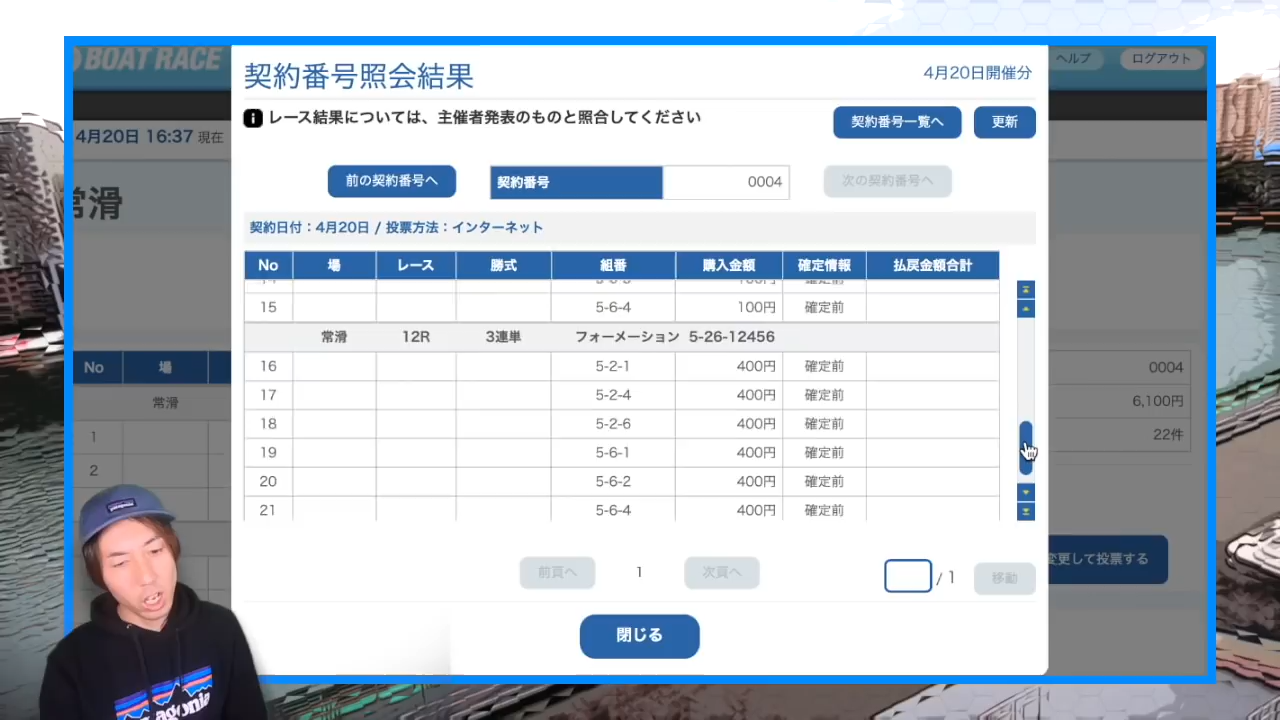 BOAT RACE
ヘルプ
ログアウト
契約番号照会結果
4月20日開催分
レース結果については、主催者発表のものと照合してください
契約番号一覧へ
更新
4月20日 16:37 現在
前の契約番号へ
契約番号
0004
次の契約番号へ
常滑
契約日付：4月20日 / 投票方法：インターネット
No 場 レース 勝式 組番 購入金額 確定情報 払戻金額合計
15 5-6-4 100円 確定前
常滑 12R 3連単 フォーメーション 5-26-12456
16 5-2-1 400円 確定前
17 5-2-4 400円 確定前
18 5-2-6 400円 確定前
19 5-6-1 400円 確定前
20 5-6-2 400円 確定前
21 5-6-4 400円 確定前
No 場
常滑
1
2
0004
6,100円
22件
変更して投票する
前頁へ
1
次頁へ
/ 1
移動
閉じる
patagonia